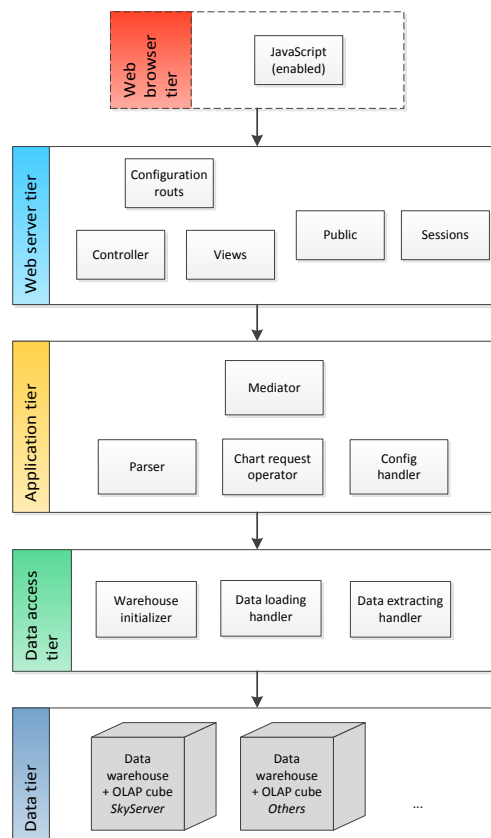 Web
browser
tier
JavaScript
(enabled)
Web server tier
Configuration
routs
Controller
Views
Public
Sessions
Application tier
Mediator
Parser
Chart request
operator
Config
handler
Data access
tier
Warehouse
initializer
Data loading
handler
Data extracting
handler
Data tier
Data
warehouse
+ OLAP cube
SkyServer
Data
warehouse
+ OLAP cube
Others
...